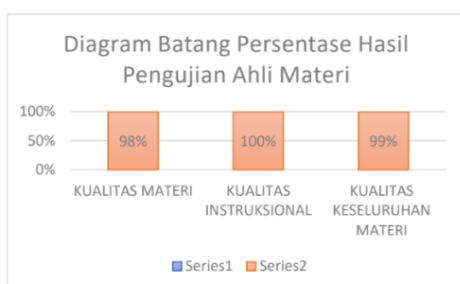 Diagram Batang Persentase Hasil
Pengujian Ahli Materi
100%
50%
0%
98%
100%
99%
KUALITAS MATERI
KUALITAS
INSTRUKSIONAL
KUALITAS
KESELURUHAN
MATERI
Series1
Series2